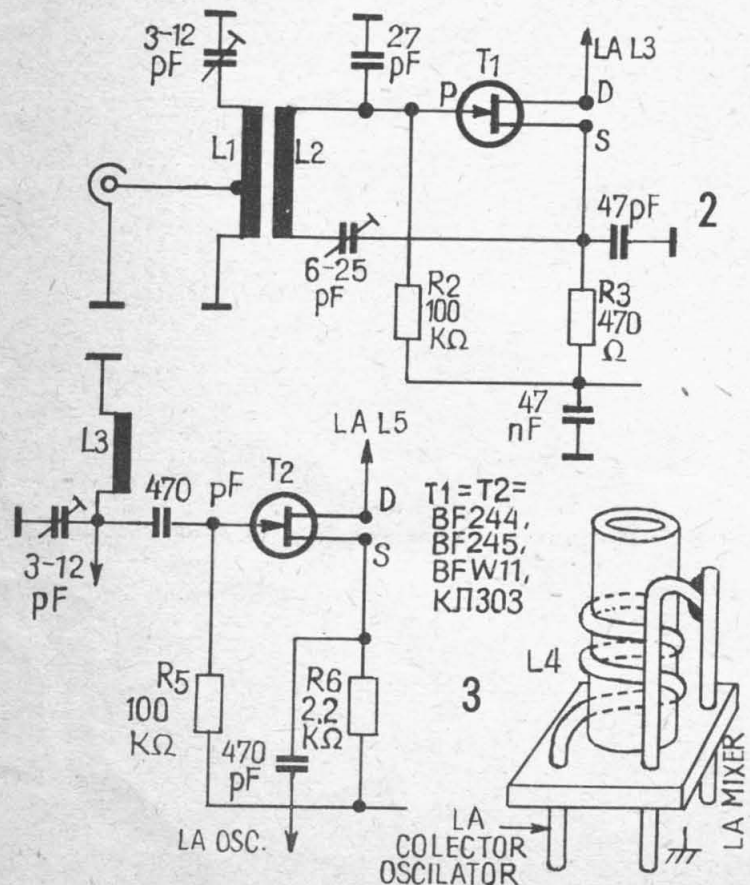 3-12
pF
27
pF
T1
LA L3
P
D
S
L1
L2
47pF
2
6-25
pF
R2
100
KΩ
R3
470
Ω
47
nF
L3
470 pF
T2
LA L5
D
S
3-12
pF
T1=T2=
BF244,
BF245,
BFW11,
КП303
L4
R5
100
KΩ
470
pF
R6
2.2
KΩ
3
LA OSC.
LA
COLECTOR
OSCILATOR
LA MIXER